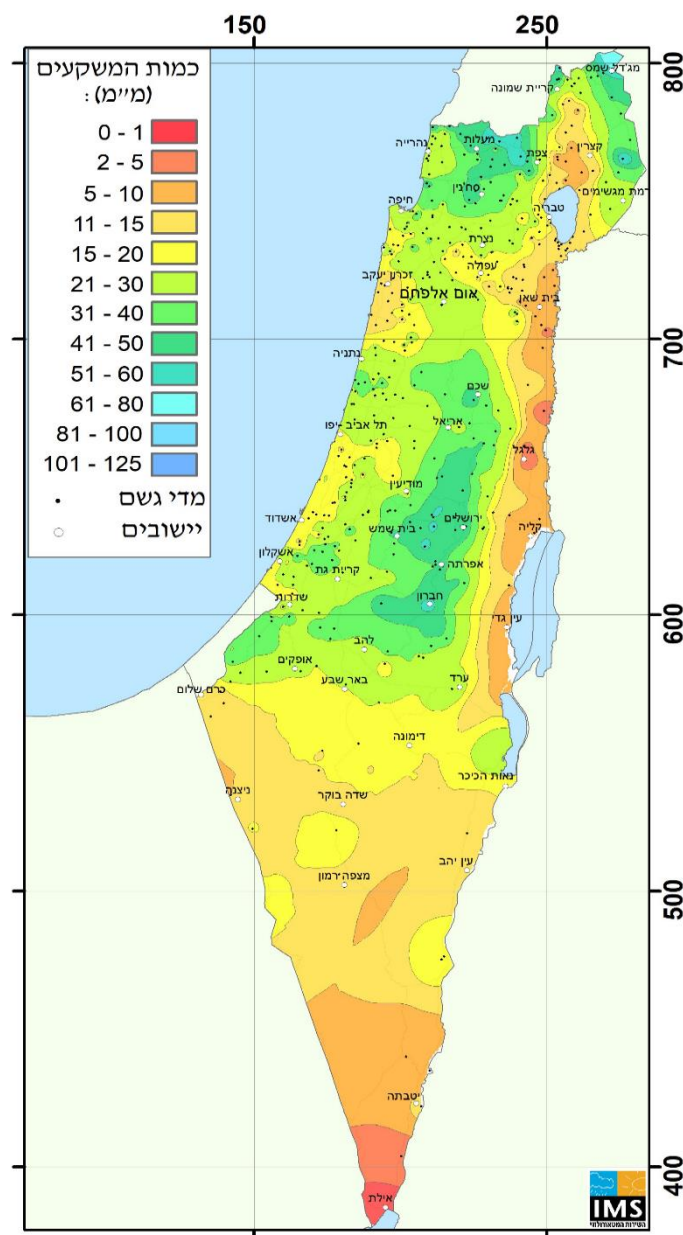 150
250
כמות המשקעים
(מ״מ):
0 - 1
2 - 5
5 - 10
11 - 15
15 - 20
21 - 30
31 - 40
41 - 50
51 - 60
61 - 80
81 - 100
101 - 125
מדי גשם
יישובים
800
מג'דל שמס
קריית שמונה
נהרייה
מעלות
צפת
קצרין
סח'נין
רמת מגשימים
חיפה
טבריה
נצרת
עפולה
זכרון יעקב
אום אלפחם
בית שאן
700
נתניה
שכם
אריאל
תל אביב -יפו
גלגל
מודיעין
אשדוד
ירושלים
בית שמש
קליה
אשקלון
אפרתה
קרית גת
600
חברון
שדרות
עין גדי
להב
אופקים
ערד
באר שבע
כרם שלום
דימונה
נאות הכיכר
ניצנה
שדה בוקר
עין יהב
מצפה רמון
500
יטבתה
400
אילת
IMS
השירות המטאורולוגי